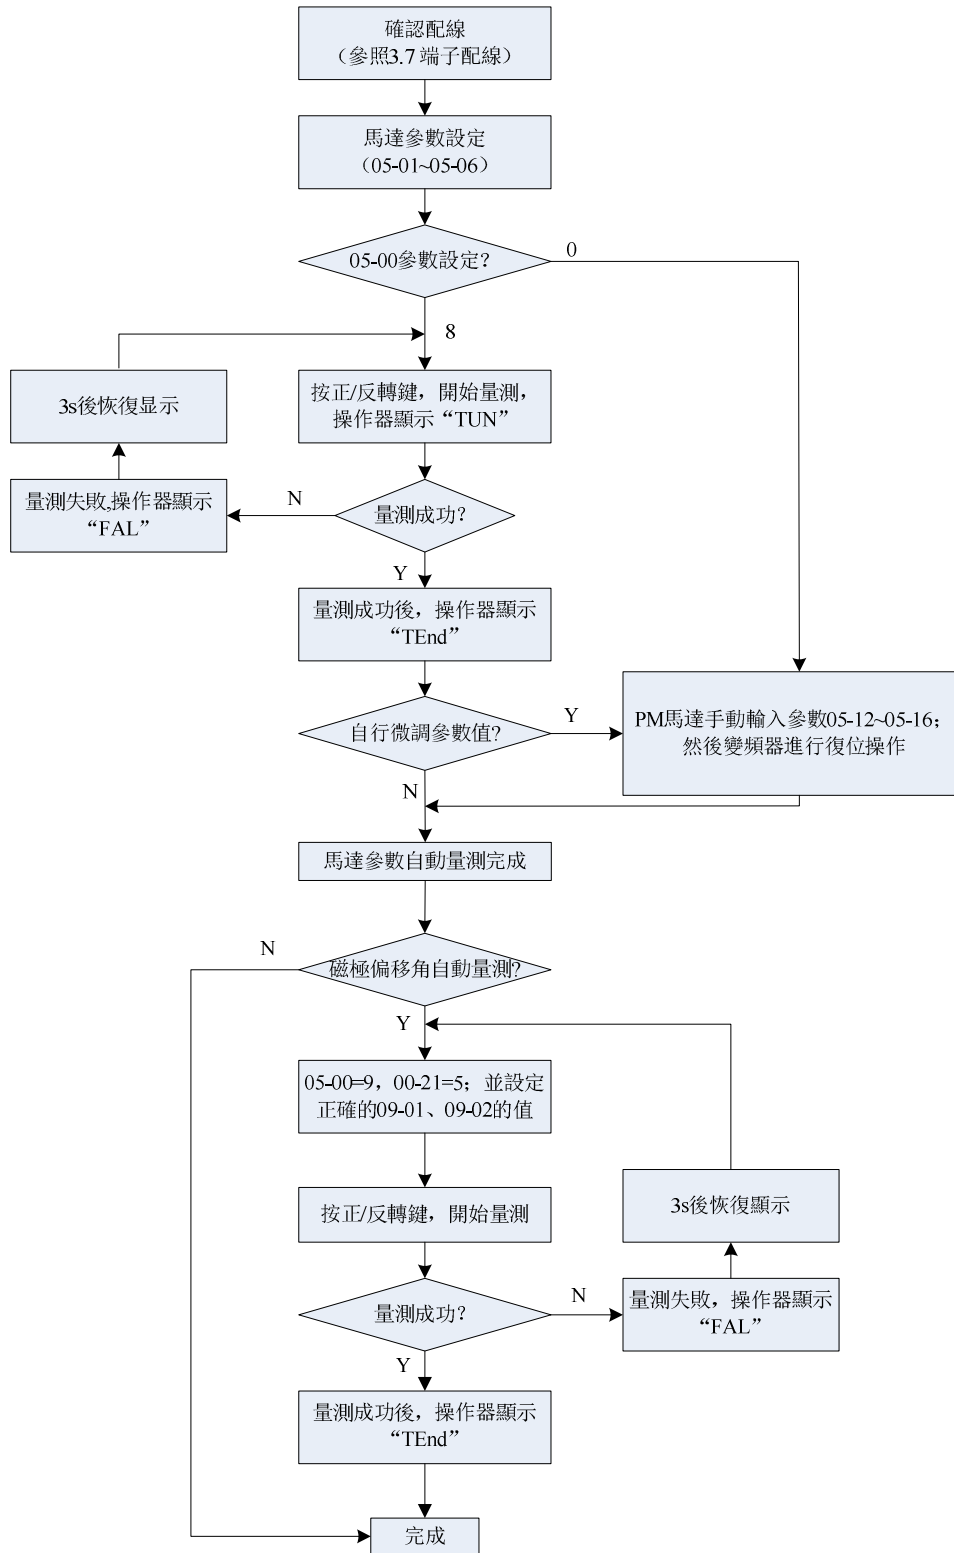 確認配線
（參照3.7 端子配線）
馬達參數設定
（05-01~05-06）
05-00參數設定？
0
8
按正/反轉鍵，開始量測，
操作器顯示“TUN”
3s後恢復显示
量測失敗,操作器顯示
“FAL”
N
量測成功？
Y
量測成功後，操作器顯示
“TEnd”
自行微調參數值?
Y
PM馬達手動輸入參數05-12~05-16；
然後變頻器進行復位操作
N
馬達參數自動量測完成
N
磁極偏移角自動量測?
Y
05-00=9，00-21=5；並設定
正確的09-01、09-02的值
按正/反轉鍵，開始量測
3s後恢復顯示
量測成功？
N
量測失敗，操作器顯示
“FAL”
Y
量測成功後，操作器顯示
“TEnd”
完成